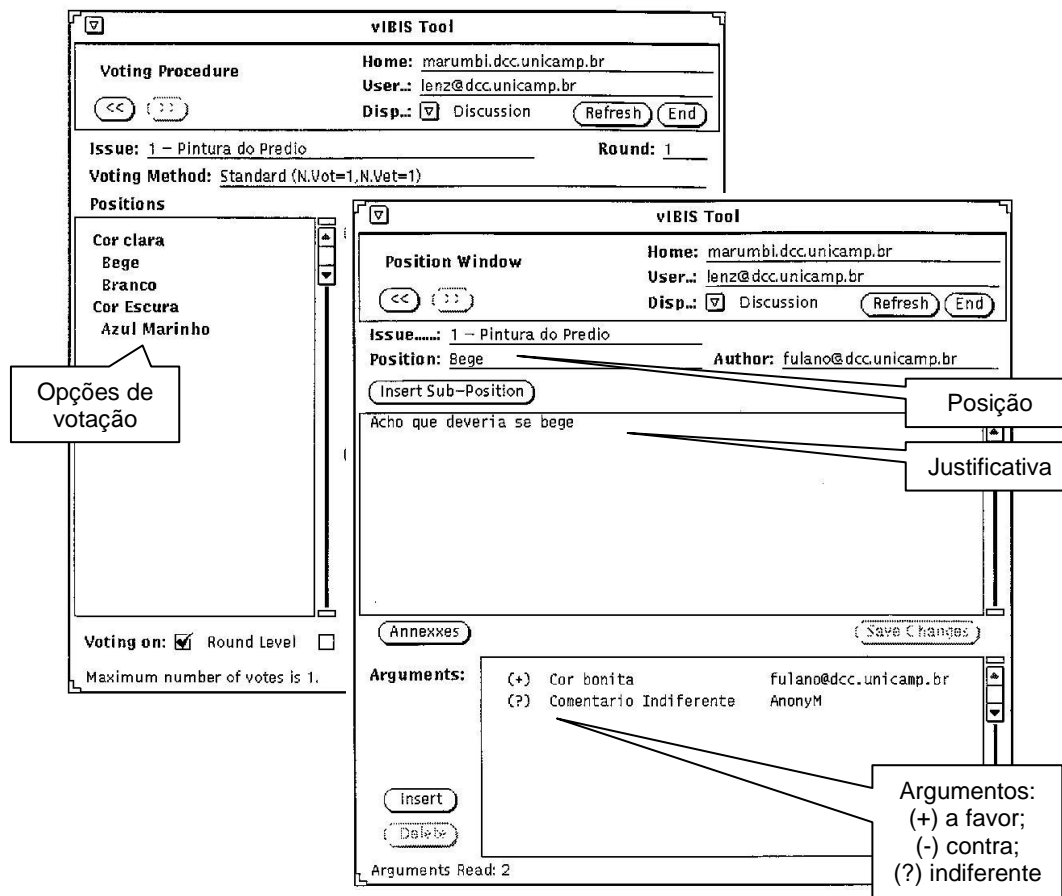 vIBIS Tool
Voting Procedure
<< >>
Home: marumbi.dcc.unicamp.br
User..: lenz@dcc.unicamp.br
Disp..: Discussion Refresh End
Issue: 1 - Pintura do Predio Round: 1
Voting Method: Standard (N.Vot=1,N.Vet=1)
Positions
Cor clara
Bege
Branco
Cor Escura
Azul Marinho
Opções de
votação
Voting on: Round Level
Maximum number of votes is 1.
vIBIS Tool
Position Window
<< >>
Home: marumbi.dcc.unicamp.br
User..: lenz@dcc.unicamp.br
Disp..: Discussion Refresh End
Issue.....: 1 - Pintura do Predio
Position: Bege Author: fulano@dcc.unicamp.br
Insert Sub-Position
Posição
Acho que deveria se bege
Justificativa
Annexxes Save Changes
Arguments:
(+) Cor bonita fulano@dcc.unicamp.br
(?) Comentario Indiferente AnonyM
Insert
Delete
Arguments Read: 2
Argumentos:
(+) a favor;
(-) contra;
(?) indiferente